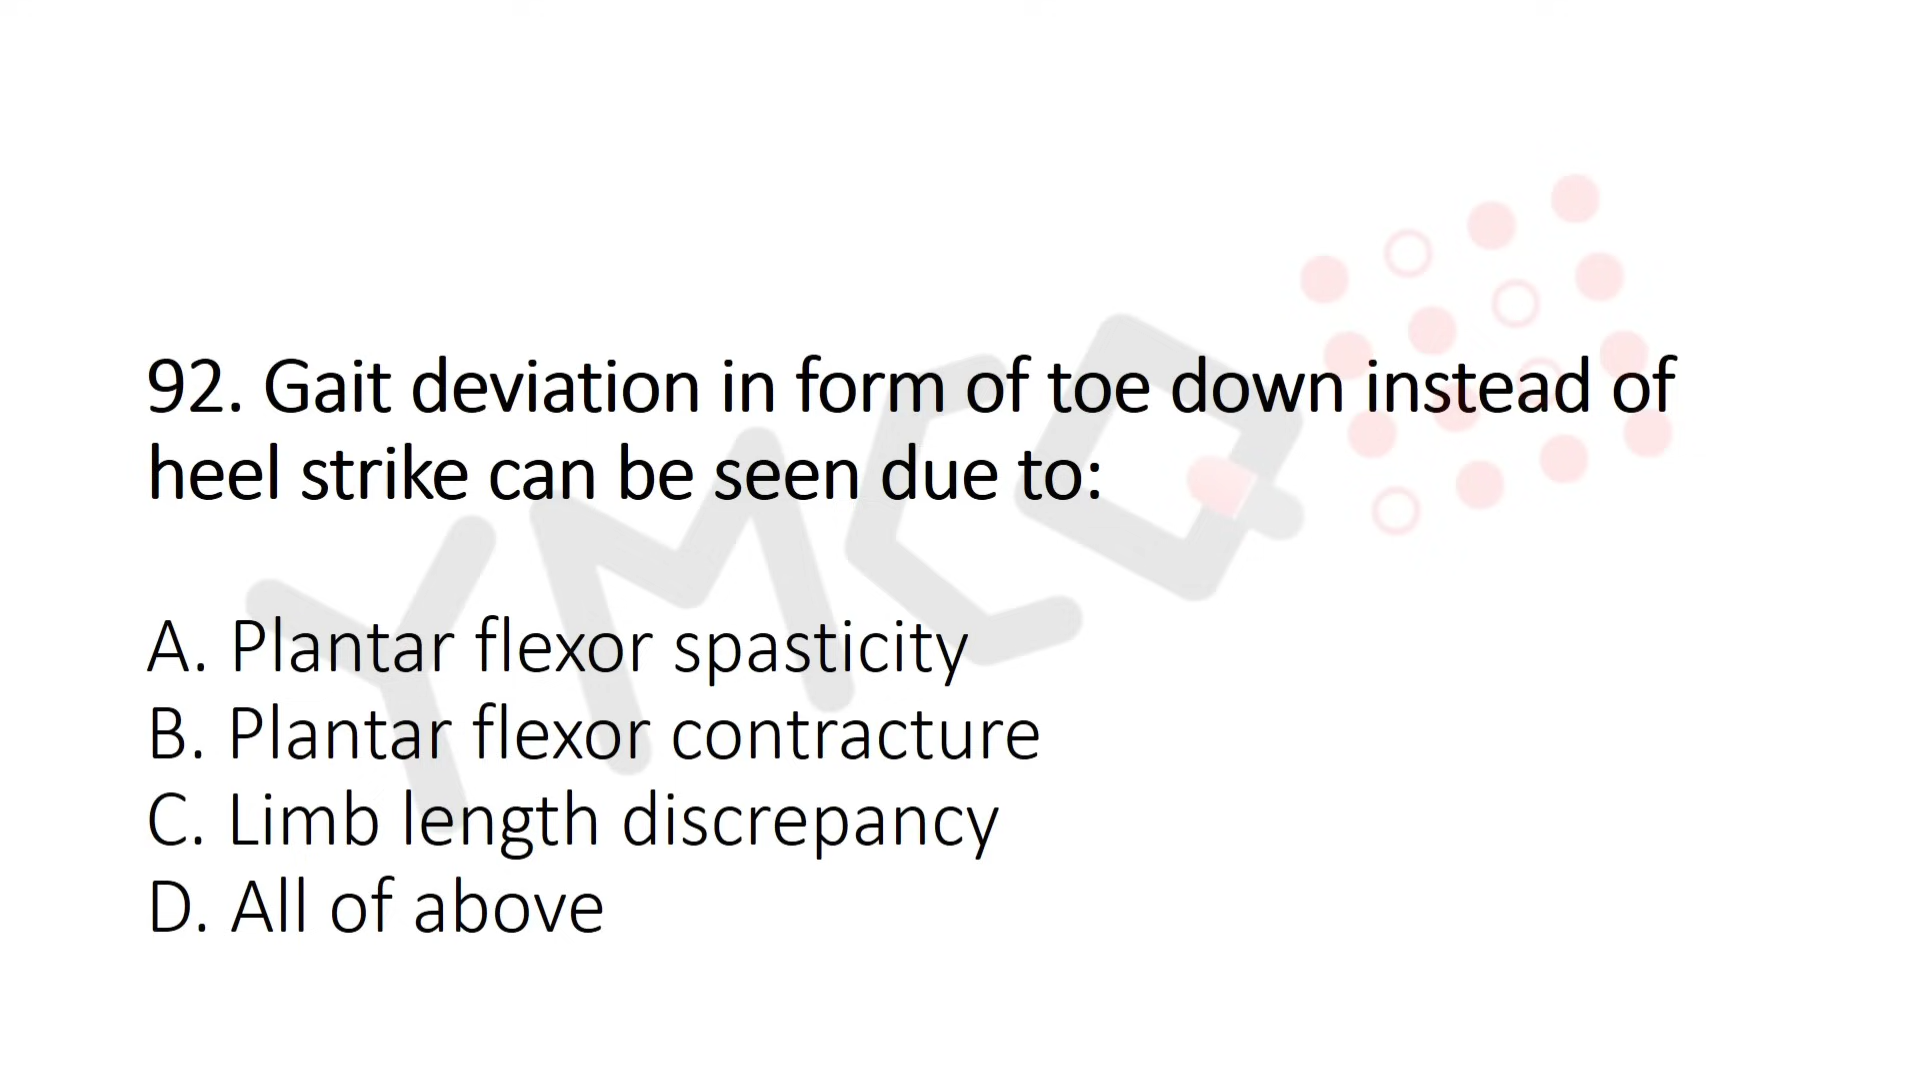 92. Gait deviation in form of toe down instead of
heel strike can be seen due to:
A. Plantar flexor spasticity
B. Plantar flexor contracture
C. Limb length discrepancy
D. All of above
YMCQ